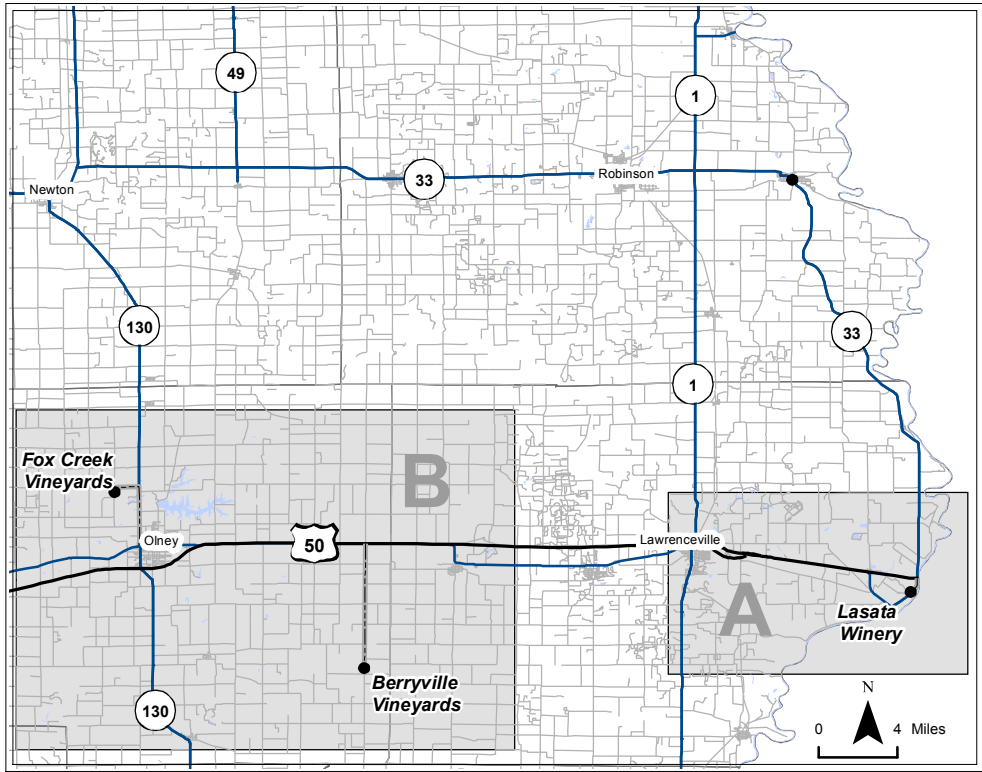 49
1
Newton
33
Robinson
130
33
1
Fox Creek
Vineyards
B
Olney
50
Lawrenceville
A
Lasata
Winery
Berryville
Vineyards
130
N
0 4 Miles